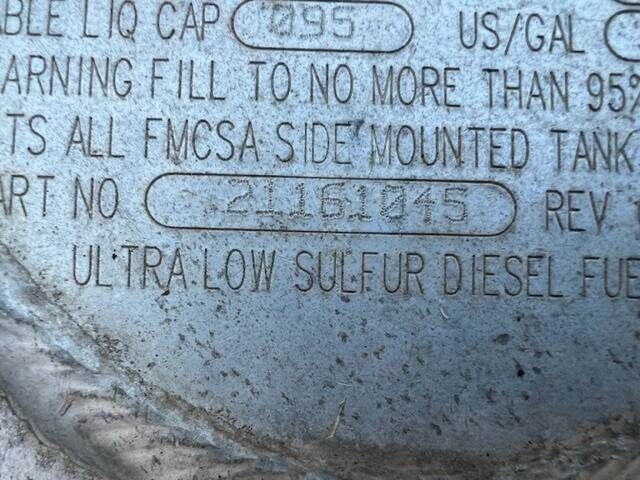 ABLE LIQ CAP 095 US/GAL
ARNING FILL TO NO MORE THAN 95%
TS ALL FMCSA SIDE MOUNTED TANK
ART NO 21161045 REV
ULTRA LOW SULFUR DIESEL FUE